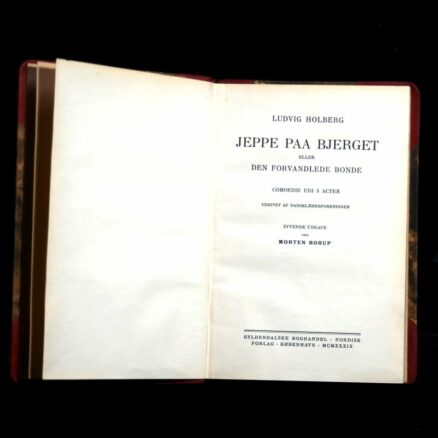 LUDVIG HOLBERG
JEPPE PAA BJERGET
ELLER
DEN FORVANDLEDE BONDE
COMOEDIE UDI 5 ACTER
UDGIVET AF DANSKLÆRERFORENINGEN
SYVENDE UDGAVE
VED
MORTEN BORUP
GYLDENDALSKE BOGHANDEL - NORDISK
FORLAG - KØBENHAVN - MCMXXXIX